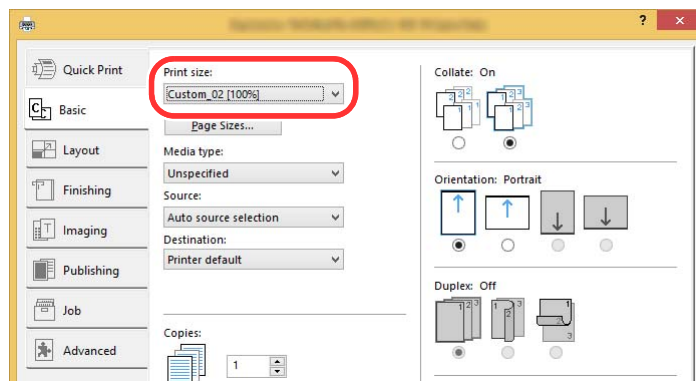 ?
x
Quick Print
Basic
Layout
Finishing
Imaging
Publishing
Job
Advanced
Print size:
Custom_02 [100%]
Page Sizes...
Media type:
Unspecified
Source:
Auto source selection
Destination:
Printer default
Copies:
1
Collate: On
Orientation: Portrait
Duplex: Off